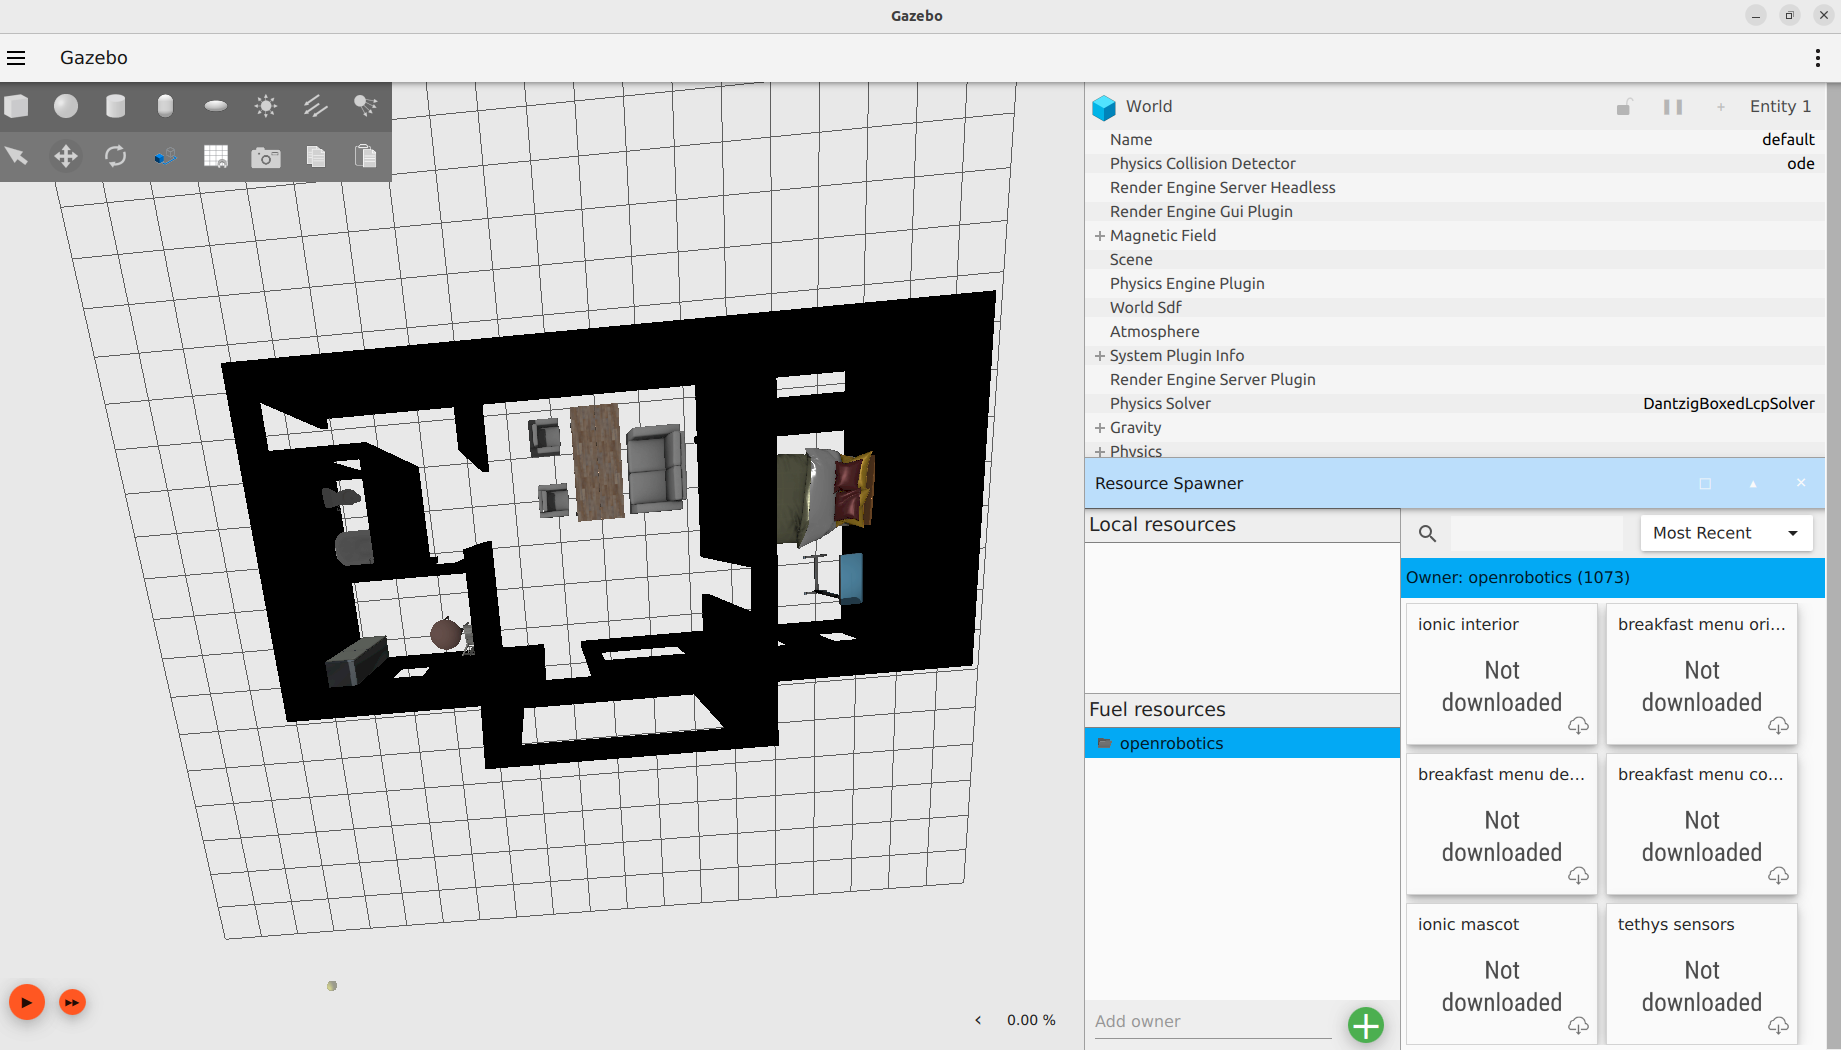 Gazebo
Gazebo
World
Entity 1
Name default
Physics Collision Detector ode
Render Engine Server Headless
Render Engine Gui Plugin
Magnetic Field
Scene
Physics Engine Plugin
World Sdf
Atmosphere
System Plugin Info
Render Engine Server Plugin
Physics Solver DantzigBoxedLcpSolver
Gravity
Physics
Resource Spawner
Local resources
Most Recent
Owner: openrobotics (1073)
ionic interior
Not
downloaded
breakfast menu ori...
Not
downloaded
Fuel resources
openrobotics
breakfast menu de...
Not
downloaded
breakfast menu co...
Not
downloaded
ionic mascot
Not
downloaded
tethys sensors
Not
downloaded
Add owner
0.00 %